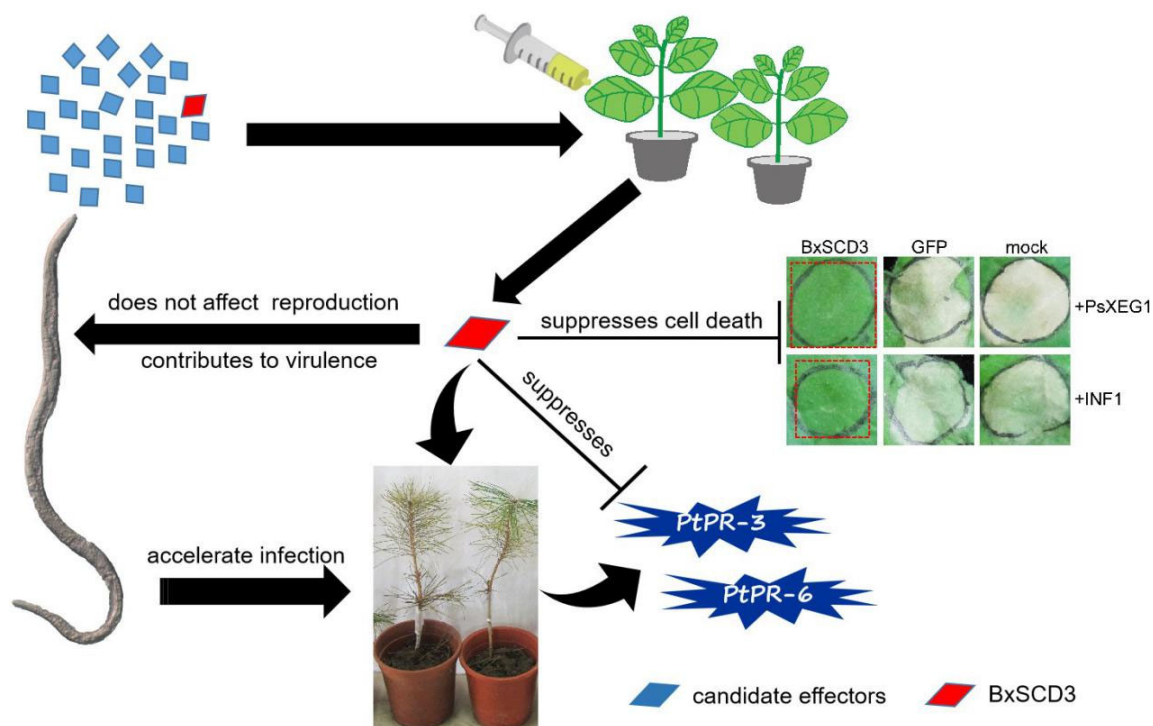 BxSCD3 GFP mock
+PsXEG1
does not affect reproduction
suppresses cell death
contributes to virulence
suppresses
+INF1
PtPR-3
accelerate infection
PtPR-6
candidate effectors BxSCD3